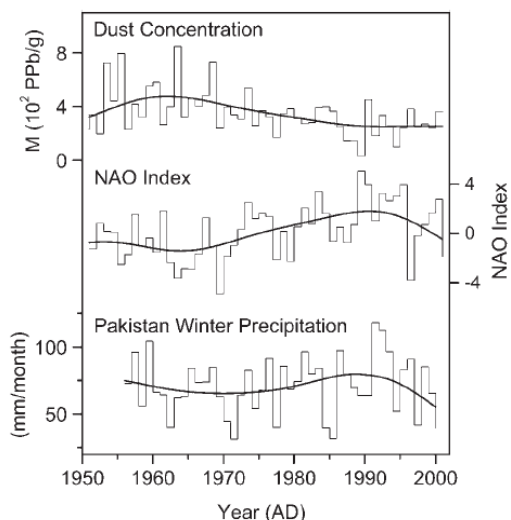 Dust Concentration
8
4
0
M (10² PPb/g)
NAO Index
4
0
-4
NAO Index
Pakistan Winter Precipitation
100
50
(mm/month)
1950 1960 1970 1980 1990 2000
Year (AD)